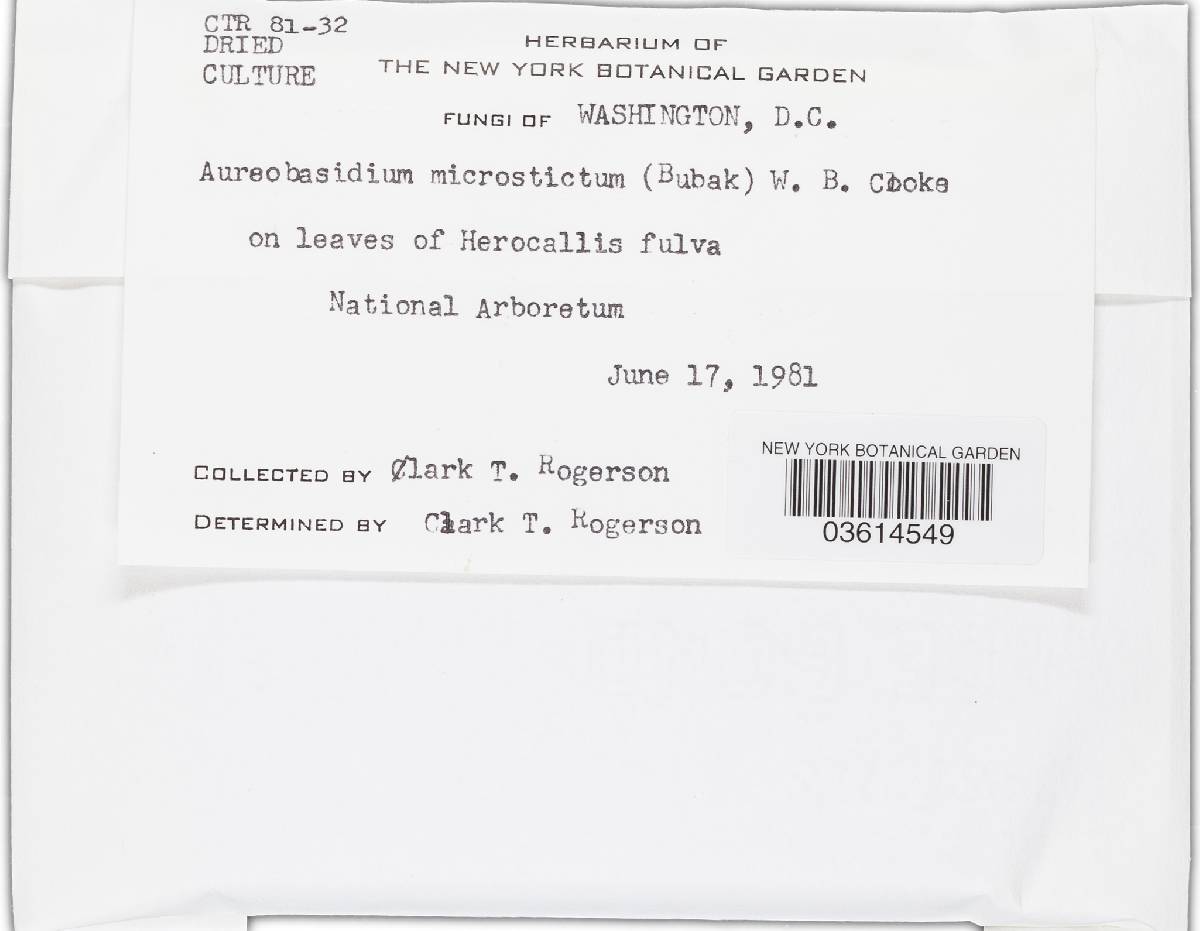 CTR 81-32
DRIED
CULTURE
HERBARIUM OF
THE NEW YORK BOTANICAL GARDEN
FUNGI OF WASHINGTON, D.C.
Aureobasidium microstictum (Bubak) W. B. Cooke
on leaves of Herocallis fulva
National Arboretum
June 17, 1981
COLLECTED BY Clark T. Rogerson
DETERMINED BY Clark T. Rogerson
NEW YORK BOTANICAL GARDEN
03614549